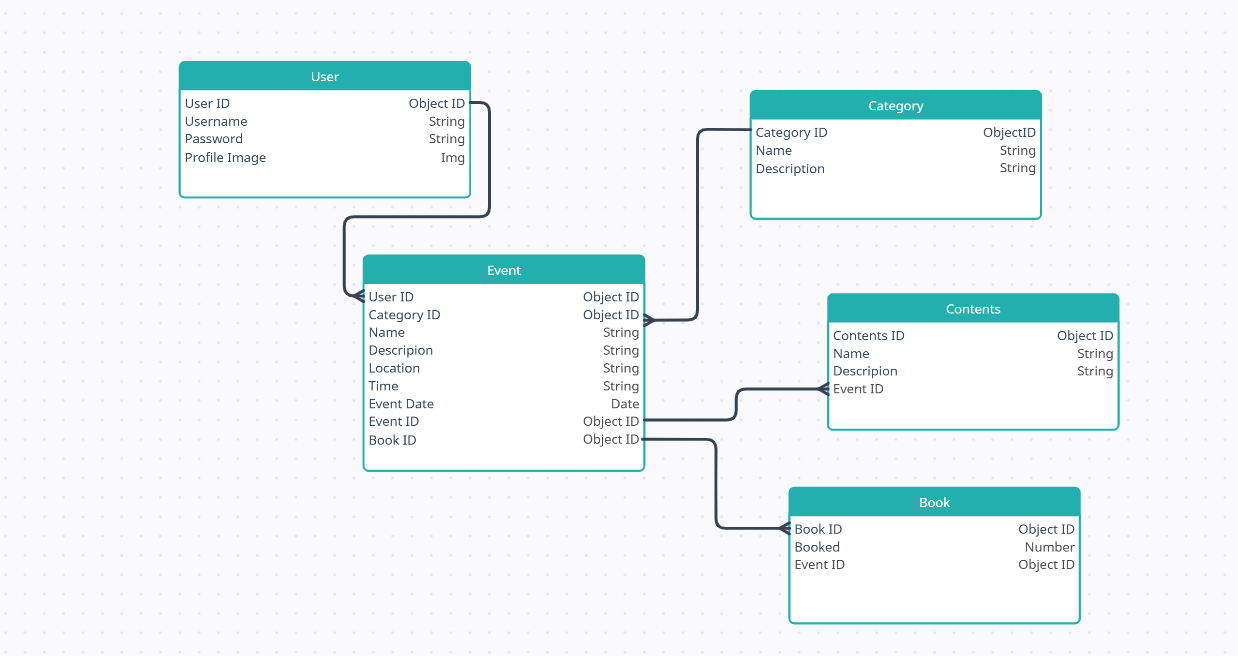 User
User ID Object ID
Username String
Password String
Profile Image Img
Category
Category ID ObjectID
Name String
Description String
Event
User ID Object ID
Category ID Object ID
Name String
Descripion String
Location String
Time String
Event Date Date
Event ID Object ID
Book ID Object ID
Contents
Contents ID Object ID
Name String
Descripion String
Event ID
Book
Book ID Object ID
Booked Number
Event ID Object ID